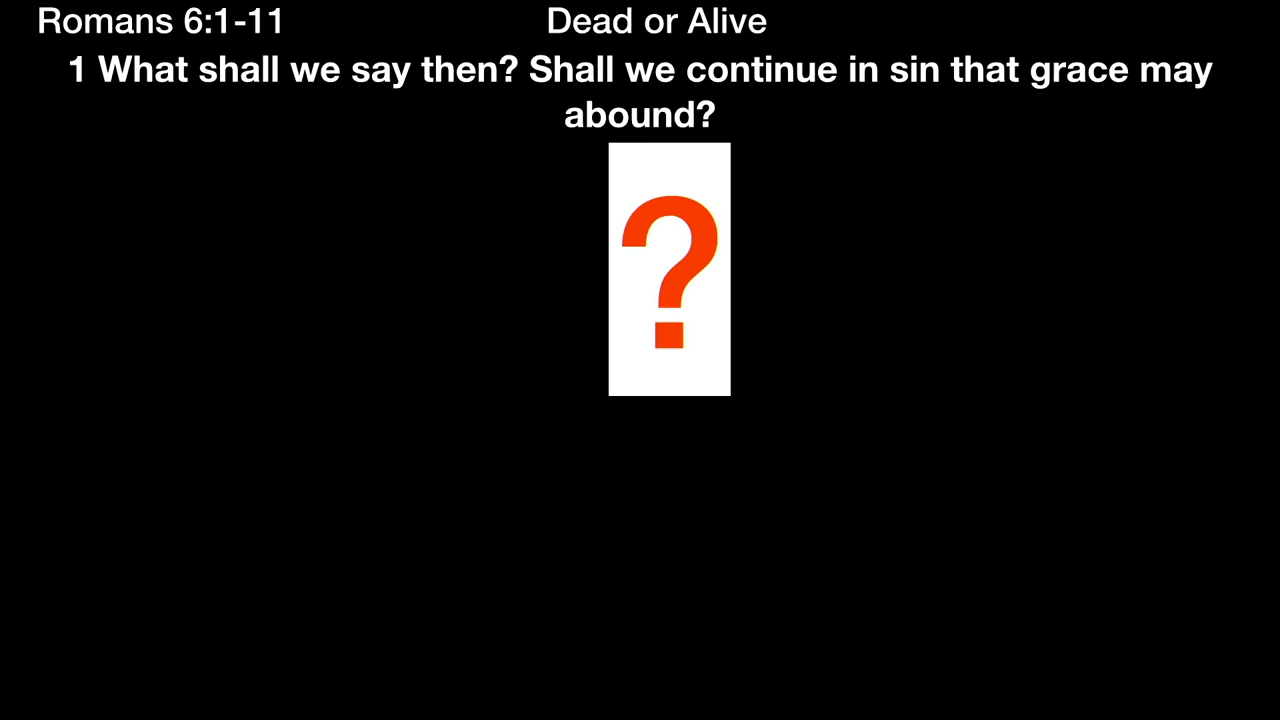 Romans 6:1-11 Dead or Alive
1 What shall we say then? Shall we continue in sin that grace may
abound?
?